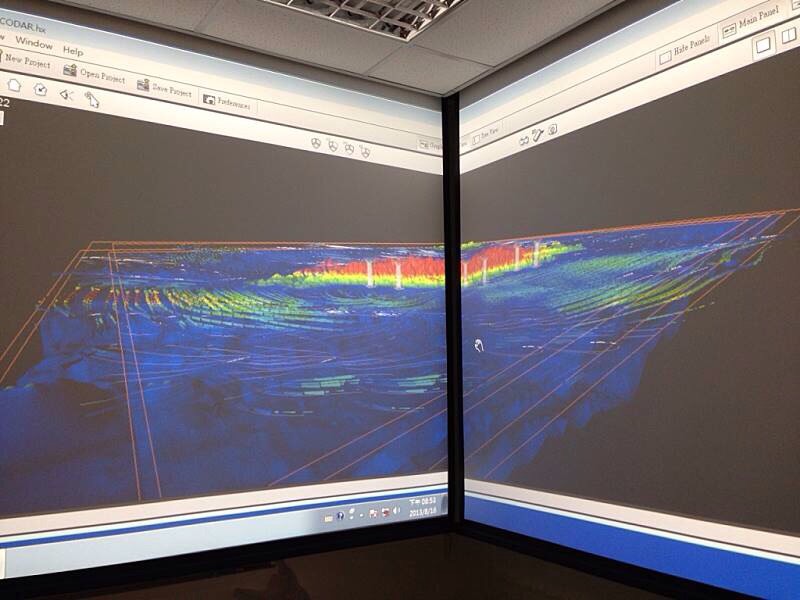 CODAR.hx
Window Help
New Project Open Project Save Project Preferences
22
Hide Panels Main Panel
下午 08:53
2013/8/16